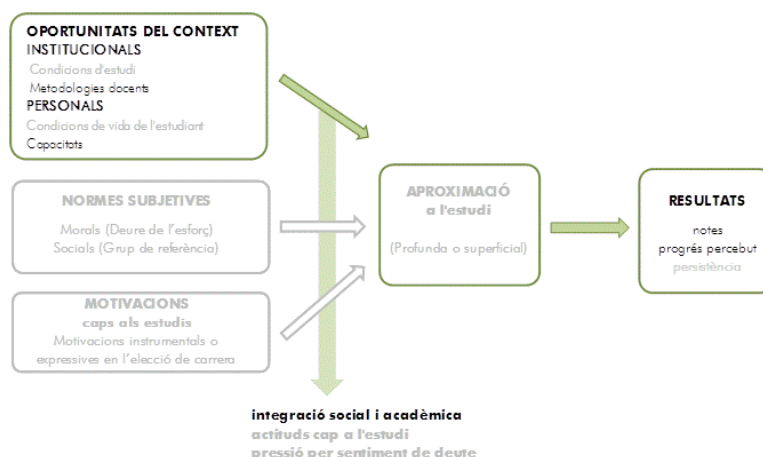 OPORTUNITATS DEL CONTEXT
INSTITUCIONALS
Condicions d'estudi
Metodologies docents
PERSONALS
Condicions de vida de l'estudiant
Capacitats
NORMES SUBJETIVES
Morals (Deure de l'esforç)
Socials (Grup de referència)
MOTIVACIONS
caps als estudis
Motivacions instrumentals o
expressives en l'elecció de carrera
APROXIMACIÓ
a l'estudi
(Profunda o superficial)
RESULTATS
notes
progrés percebut
persistència
integració social i acadèmica
actituds cap a l'estudi
pressió per sentiment de deute